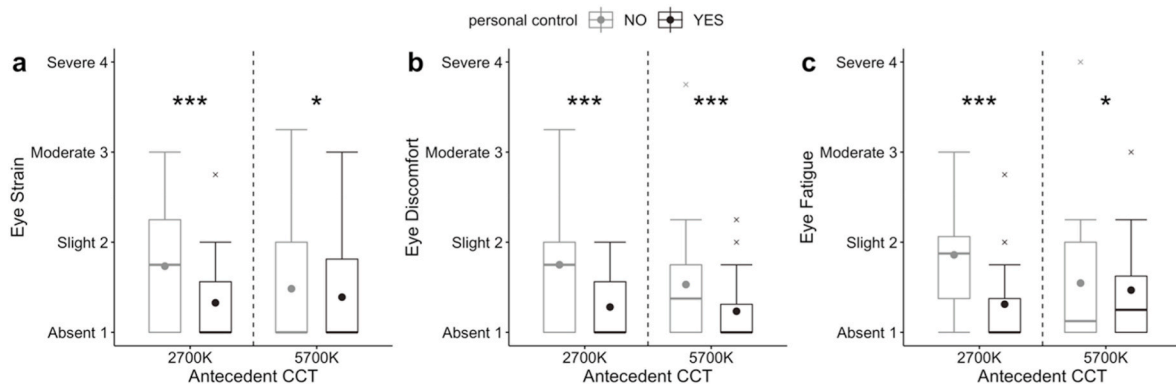 personal control NO YES
a
Severe 4
Moderate 3
Slight 2
Absent 1
Eye Strain
*** *
2700K 5700K
Antecedent CCT
b
Severe 4
Moderate 3
Slight 2
Absent 1
Eye Discomfort
*** ***
2700K 5700K
Antecedent CCT
c
Severe 4
Moderate 3
Slight 2
Absent 1
Eye Fatigue
*** *
2700K 5700K
Antecedent CCT